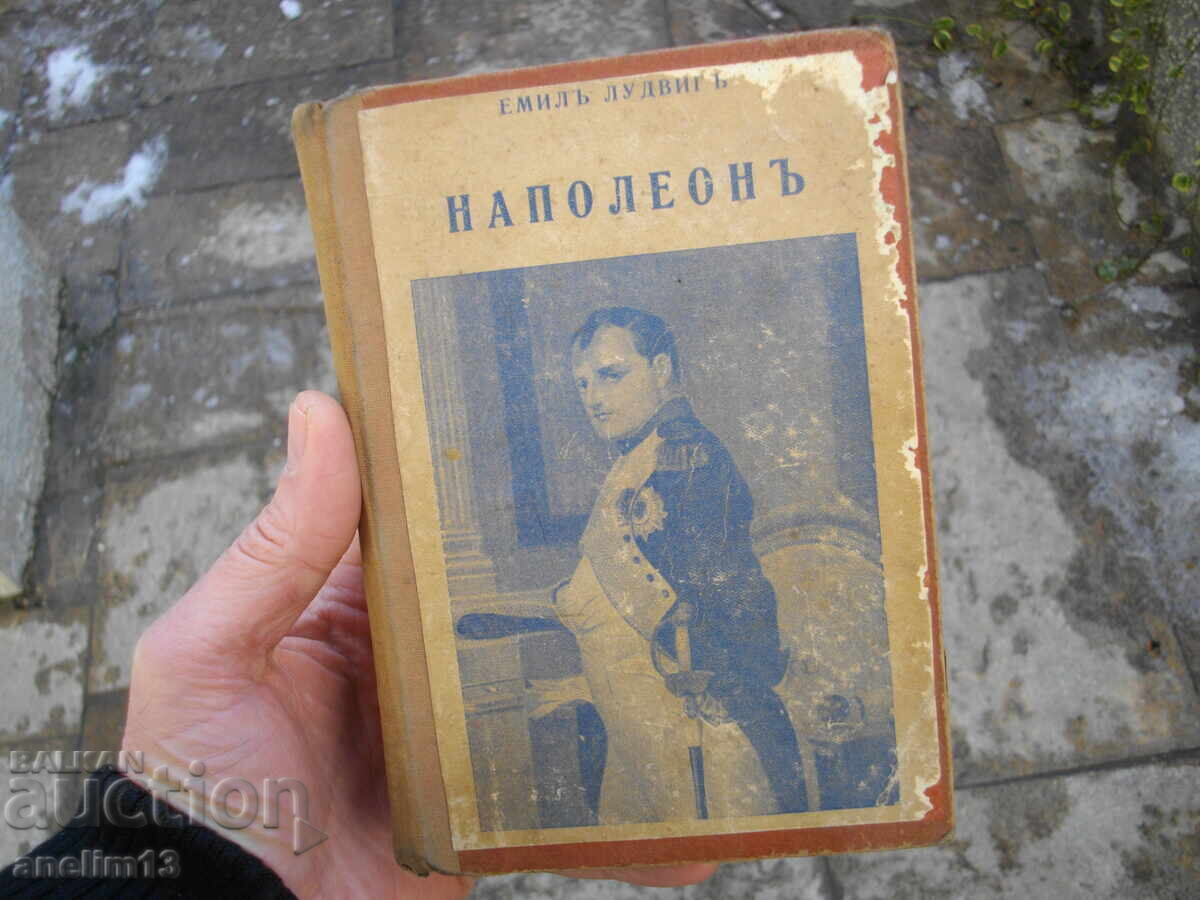 ЕМИЛЪ ЛУДВИГЪ
НАПОЛЕОНЪ
BALKAN
auction
anelim13